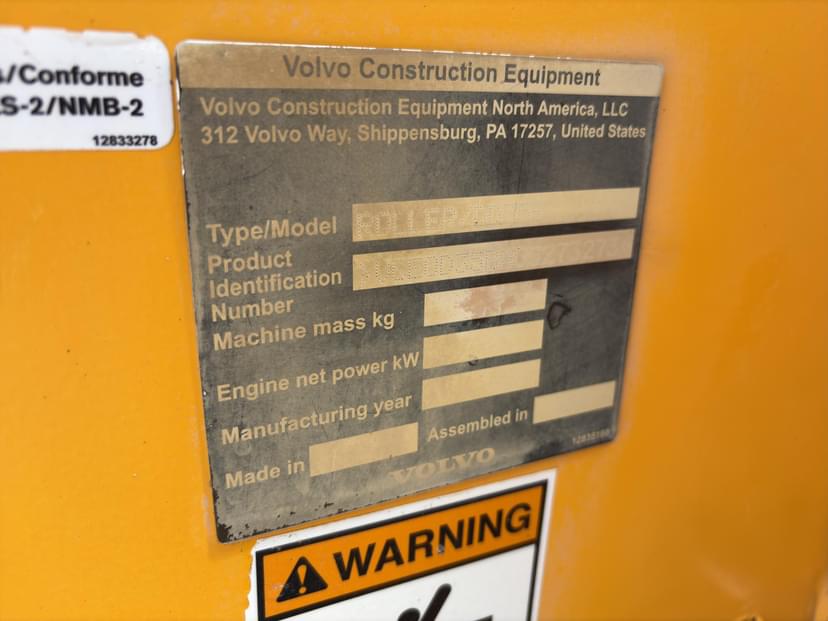 /Conforme
S-2/NMB-2
12833278
Volvo Construction Equipment
Volvo Construction Equipment North America, LLC
312 Volvo Way, Shippensburg, PA 17257, United States
Type/Model ROLLER
Product
Identification
Number
Machine mass kg
Engine net power kW
Manufacturing year
Made in
Assembled in
VOLVO
WARNING